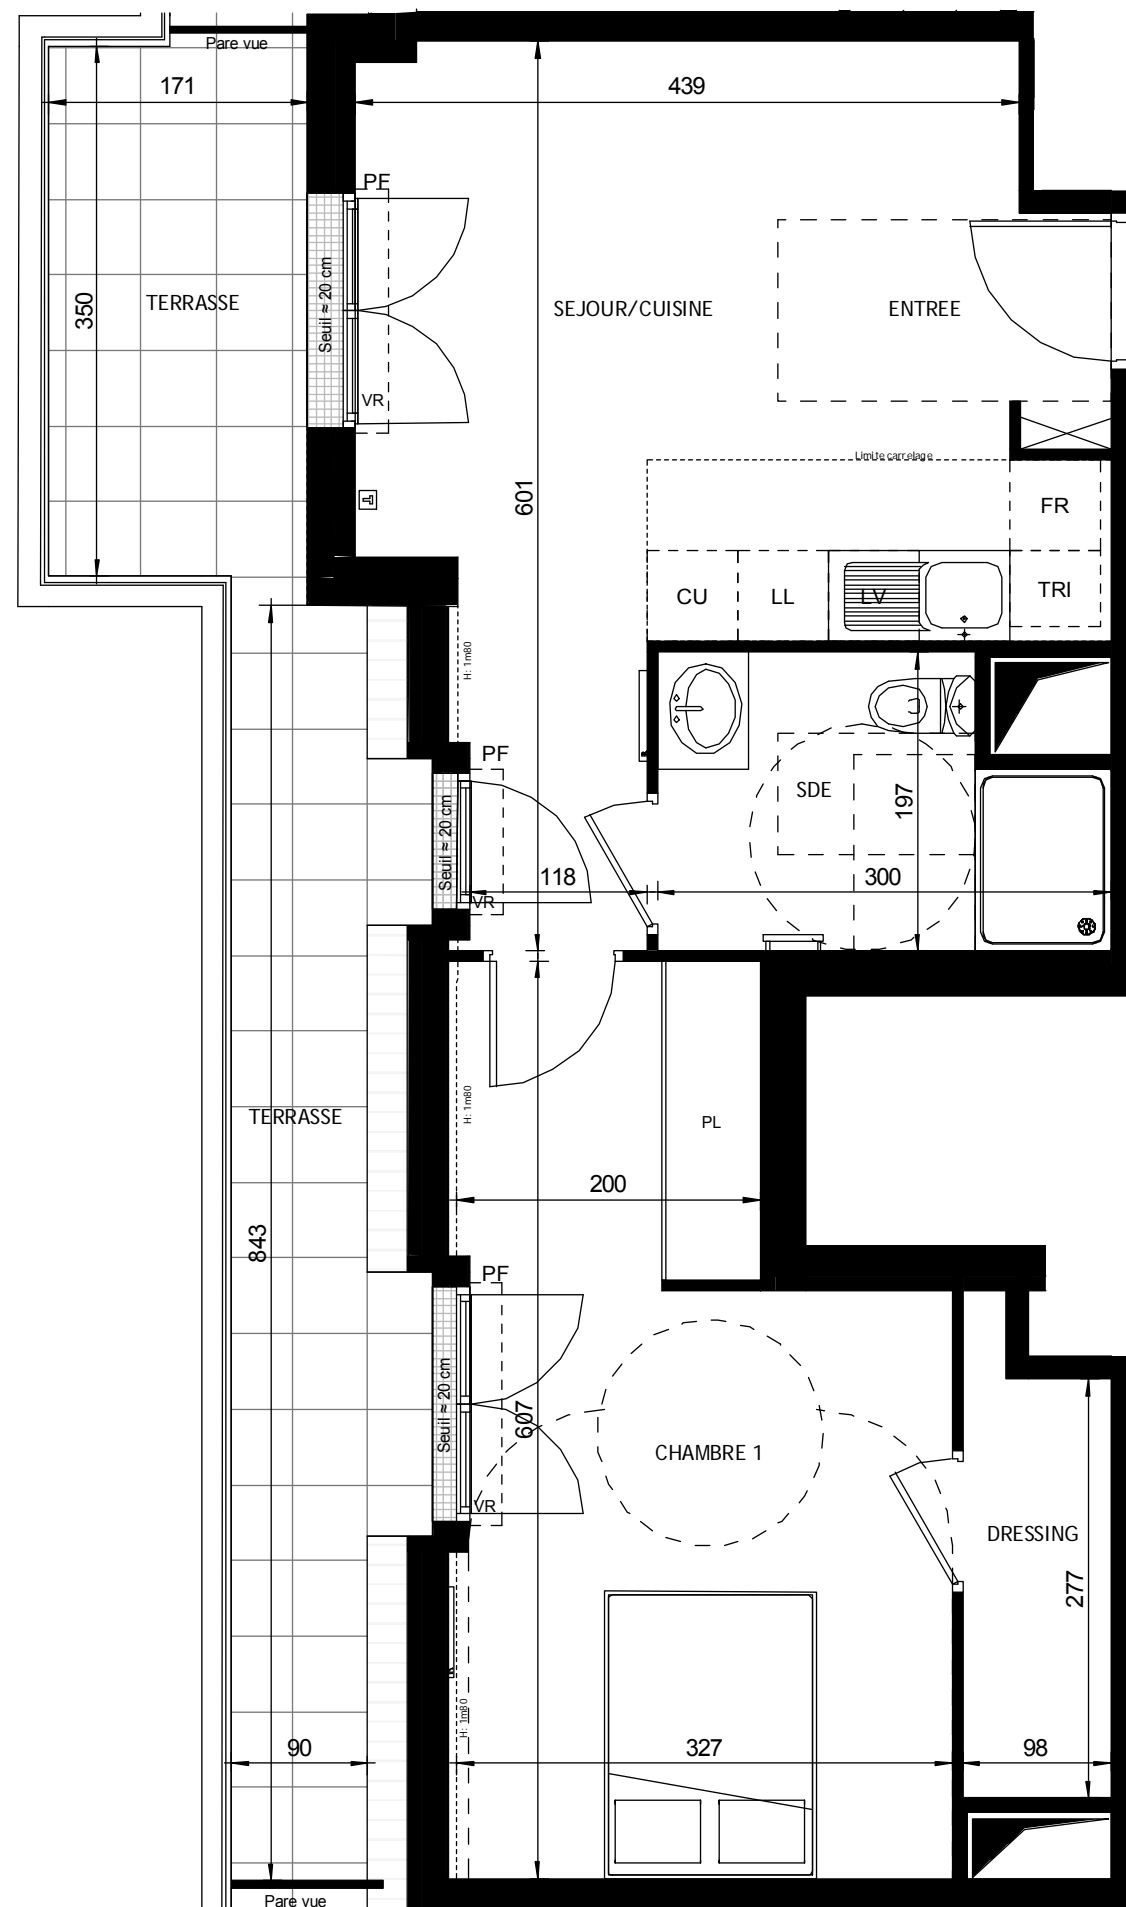 Pare vue
171
439
PF
350
TERRASSE
Seuil ≈ 20 cm
SEJOUR/CUISINE
ENTREE
VR
Limite carrelage
601
FR
CU
LL
LV
TRI
H: 1m80
PF
SDE
197
Seuil ≈ 20 cm
118
300
VR
TERRASSE
H: 1m80
PL
200
843
PF
Seuil ≈ 20 cm
607
CHAMBRE 1
VR
DRESSING
277
H: 1m80
90
327
98
Pare vue